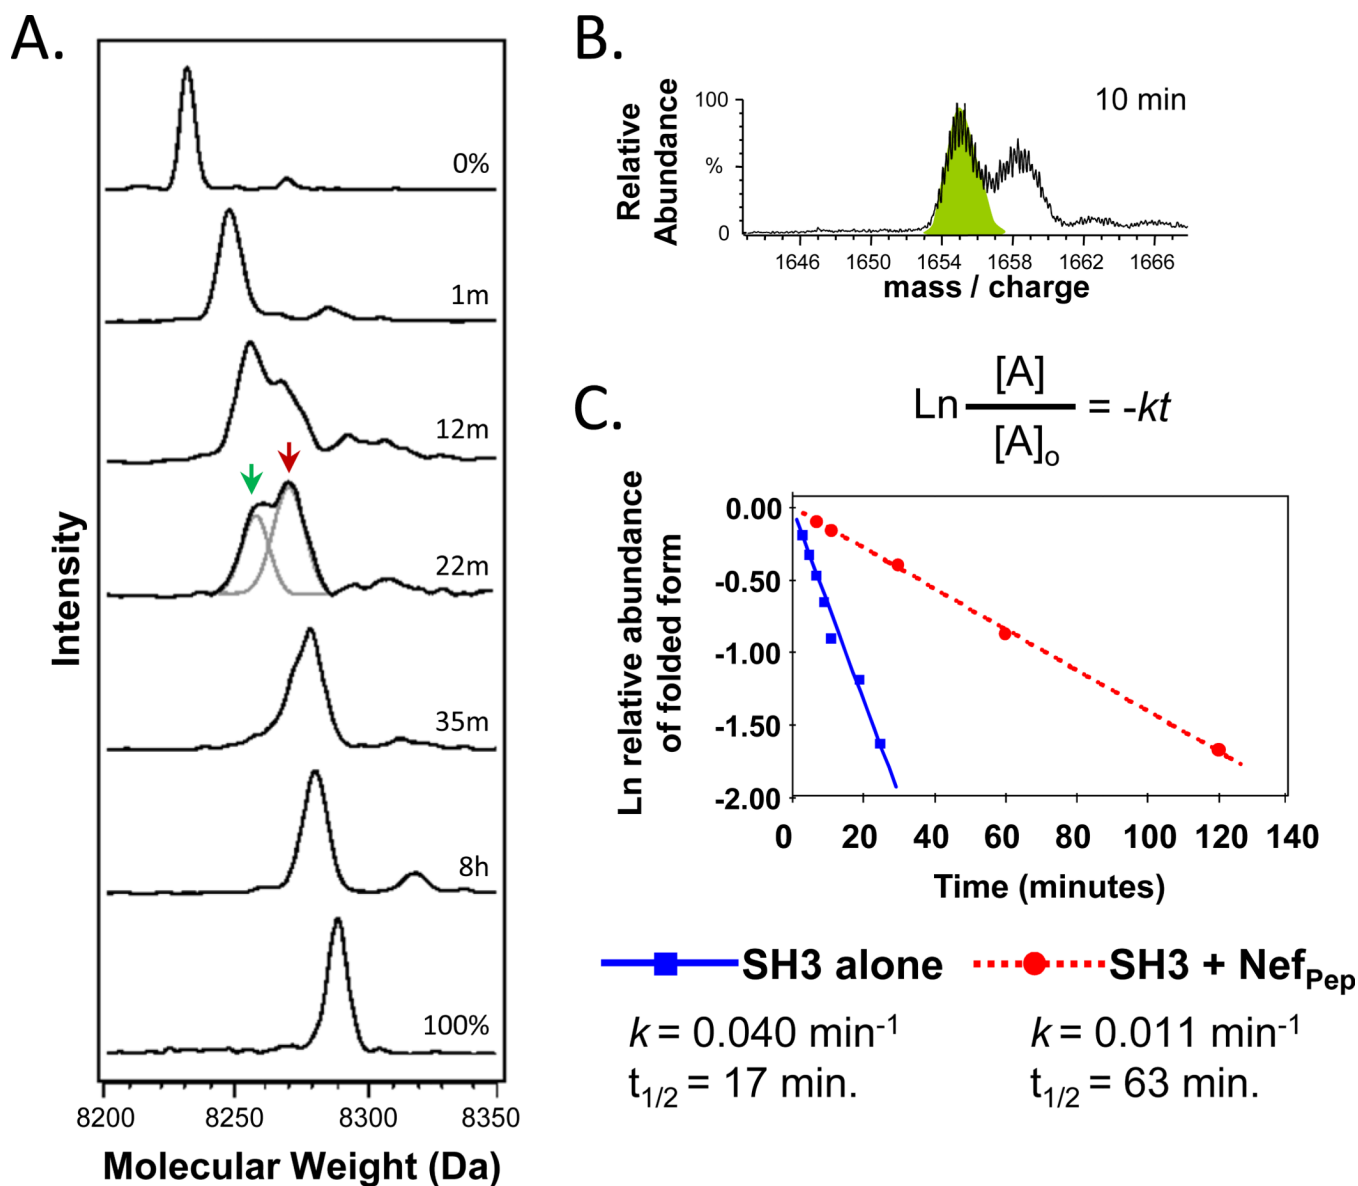 A.
0%
1m
12m
22m
35m
8h
100%
Intensity
8200 8250 8300 8350
Molecular Weight (Da)
B.
10 min
Relative
Abundance
100
%
0
1646 1650 1654 1658 1662 1666
mass / charge
C.
Ln [A] / [A]o = -kt
Ln relative abundance
of folded form
0.00
-0.50
-1.00
-1.50
-2.00
0 20 40 60 80 100 120 140
Time (minutes)
SH3 alone
k = 0.040 min-1
t1/2 = 17 min.
SH3 + NefPep
k = 0.011 min-1
t1/2 = 63 min.